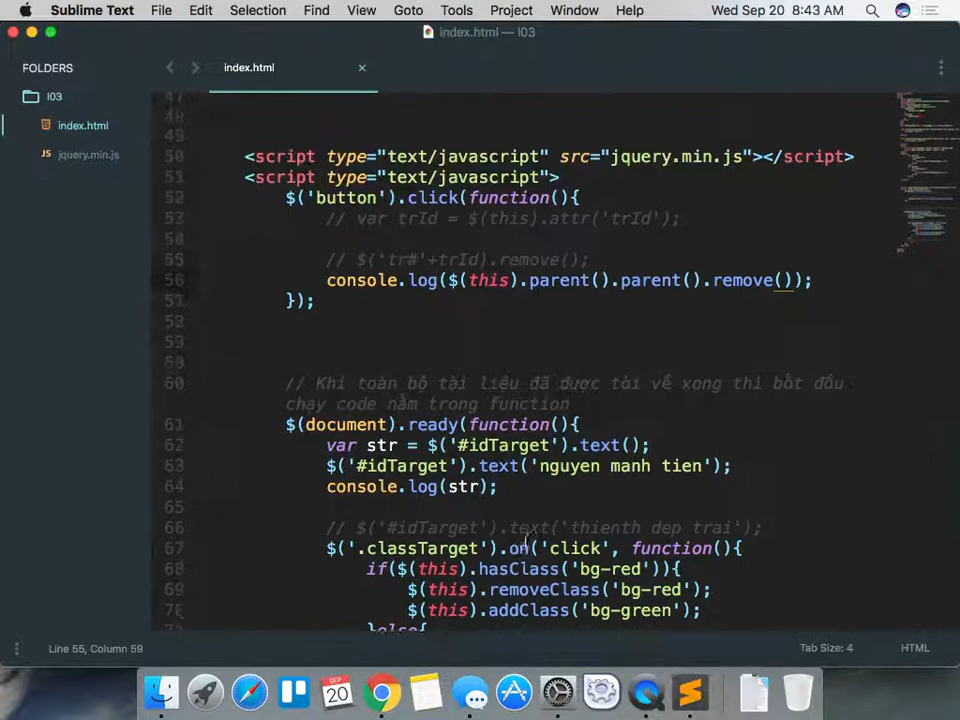 Sublime Text File Edit Selection Find View Goto Tools Project Window Help Wed Sep 20 8:43 AM
index.html — l03
FOLDERS
l03
index.html
jquery.min.js
index.html ×
47
48
49
50 <script type="text/javascript" src="jquery.min.js"></script>
51 <script type="text/javascript">
52 $('button').click(function(){
53 // var trId = $(this).attr('trId');
50
55 // $('tr#'+trId).remove();
56 console.log($(this).parent().parent().remove());
51 });
52
53
60 // Khi toàn bộ tài liệu đã được tải về xong thì bắt đầu
chạy code nằm trong function
61 $(document).ready(function(){
62 var str = $('#idTarget').text();
63 $('#idTarget').text('nguyen manh tien');
64 console.log(str);
65
66 // $('#idTarget').text('thienth dep trai');
67 $('.classTarget').on('click', function(){
68 if($(this).hasClass('bg-red')){
69 $(this).removeClass('bg-red');
70 $(this).addClass('bg-green');
}else{
Line 55, Column 59
Tab Size: 4
HTML
SEP
20